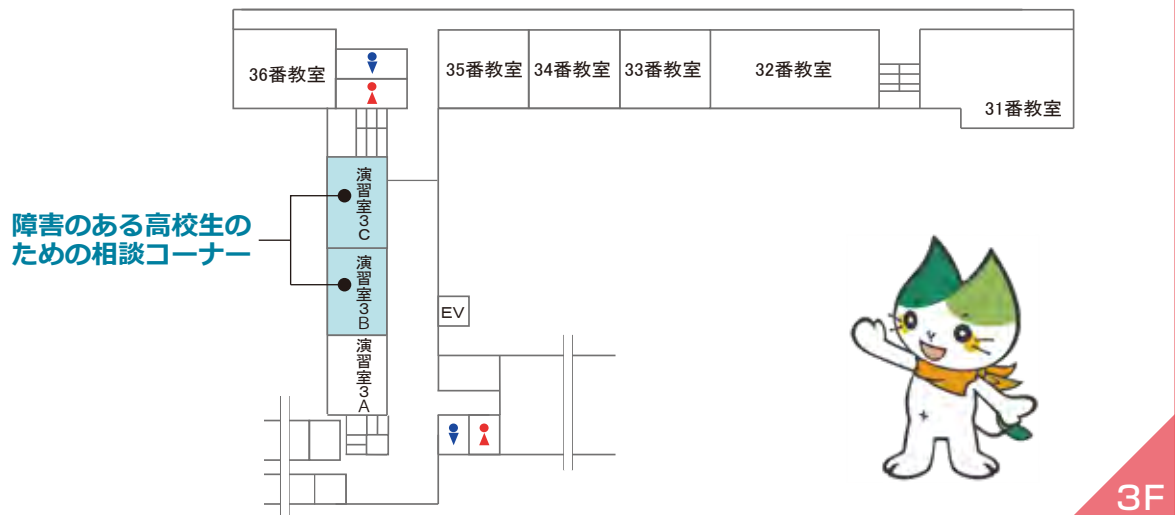 36番教室
35番教室
34番教室
33番教室
32番教室
31番教室
演習室3C
障害のある高校生の
ための相談コーナー
演習室3B
EV
演習室3A
3F